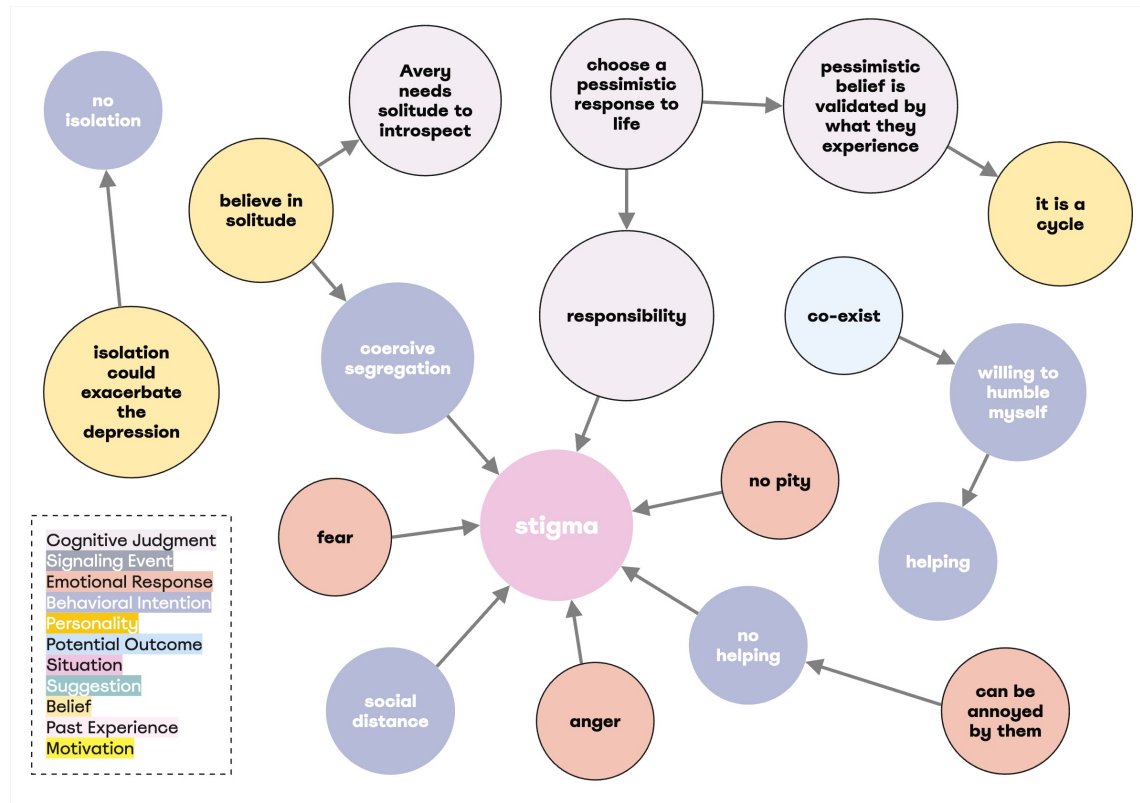 no
isolation
Avery
needs
solitude to
introspect
choose a
pessimistic
response to
life
pessimistic
belief is
validated by
what they
experience
believe in
solitude
it is a
cycle
isolation
could
exacerbate
the
depression
coercive
segregation
responsibility
co-exist
willing to
humble
myself
fear
stigma
no pity
helping
social
distance
anger
no
helping
can be
annoyed
by them
Cognitive Judgment
Signaling Event
Emotional Response
Behavioral Intention
Personality
Potential Outcome
Situation
Suggestion
Belief
Past Experience
Motivation